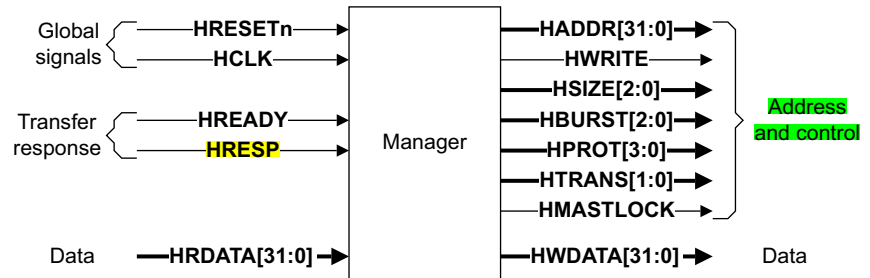 Global
signals
HRESETn
HCLK
Transfer
response
HREADY
HRESP
Data
HRDATA[31:0]
Manager
HADDR[31:0]
HWRITE
HSIZE[2:0]
HBURST[2:0]
HPROT[3:0]
HTRANS[1:0]
HMASTLOCK
Address
and control
HWDATA[31:0]
Data